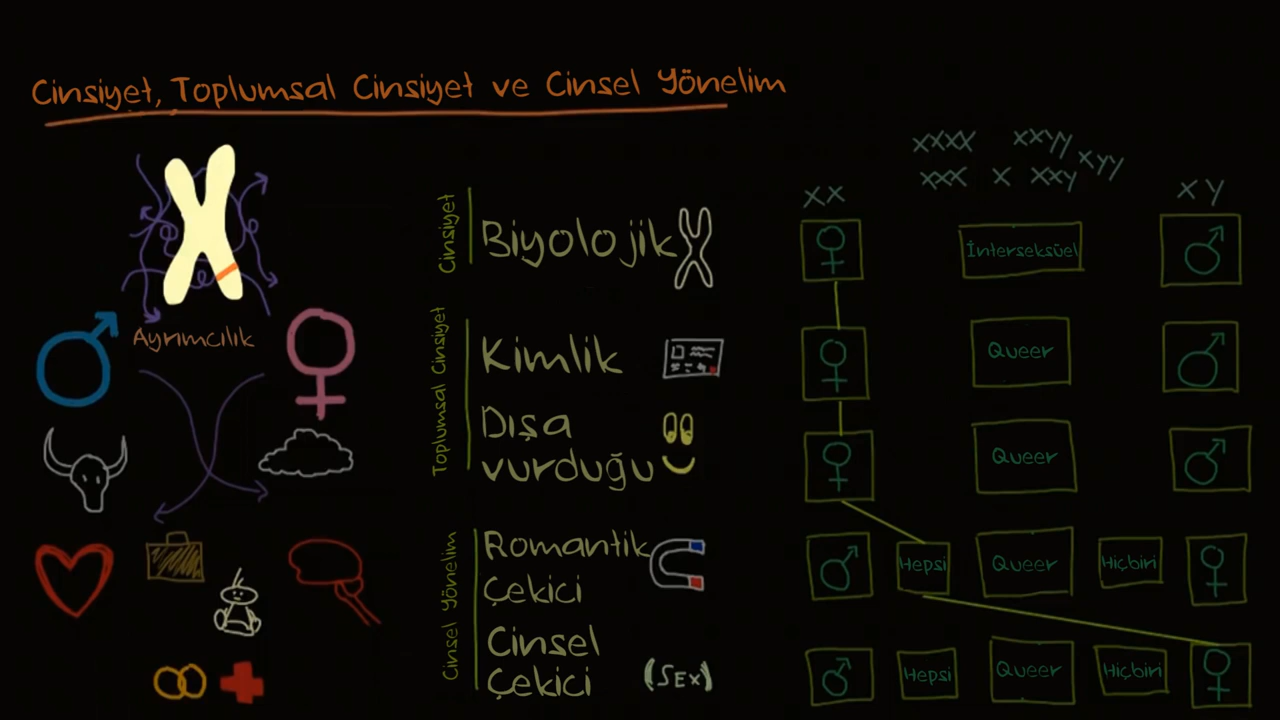 Cinsiyet, Toplumsal Cinsiyet ve Cinsel Yönelim
Ayrımcılık
Cinsiyet
Biyolojik
Toplumsal Cinsiyet
Kimlik
Dışa
vurduğu
Cinsel Yönelim
Romantik
Çekici
Cinsel
Çekici
(SEX)
XXXX XXYY XYY
XX XXX X XXY XY
İnterseksüel
Queer
Queer
Hepsi Queer Hiçbiri
Hepsi Queer Hiçbiri